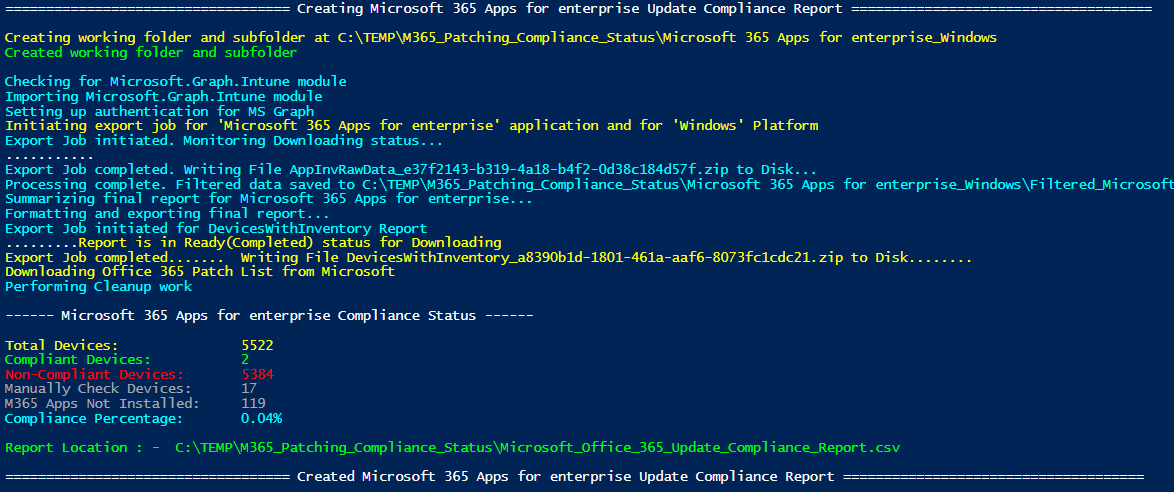 =================================== Creating Microsoft 365 Apps for enterprise Update Compliance Report =====================================
Creating working folder and subfolder at C:\TEMP\M365_Patching_Compliance_Status\Microsoft 365 Apps for enterprise_Windows
Created working folder and subfolder
Checking for Microsoft.Graph.Intune module
Importing Microsoft.Graph.Intune module
Setting up authentication for MS Graph
Initiating export job for 'Microsoft 365 Apps for enterprise' application and for 'Windows' Platform
Export Job initiated. Monitoring Downloading status...
...........
Export Job completed. Writing File AppInvRawData_e37f2143-b319-4a18-b4f2-0d38c184d57f.zip to Disk...
Processing complete. Filtered data saved to C:\TEMP\M365_Patching_Compliance_Status\Microsoft 365 Apps for enterprise_Windows\Filtered_Microsoft
Summarizing final report for Microsoft 365 Apps for enterprise...
Formatting and exporting final report...
Export Job initiated for DevicesWithInventory Report
.........Report is in Ready(Completed) status for Downloading
Export Job completed.......  Writing File DevicesWithInventory_a8390b1d-1801-461a-aaf6-8073fc1cdc21.zip to Disk........
Downloading Office 365 Patch List from Microsoft
Performing Cleanup work
------ Microsoft 365 Apps for enterprise Compliance Status ------
Total Devices: 5522
Compliant Devices: 2
Non-Compliant Devices: 5384
Manually Check Devices: 17
M365 Apps Not Installed: 119
Compliance Percentage: 0.04%
Report Location : -  C:\TEMP\M365_Patching_Compliance_Status\Microsoft_Office_365_Update_Compliance_Report.csv
=================================== Created Microsoft 365 Apps for enterprise Update Compliance Report =====================================